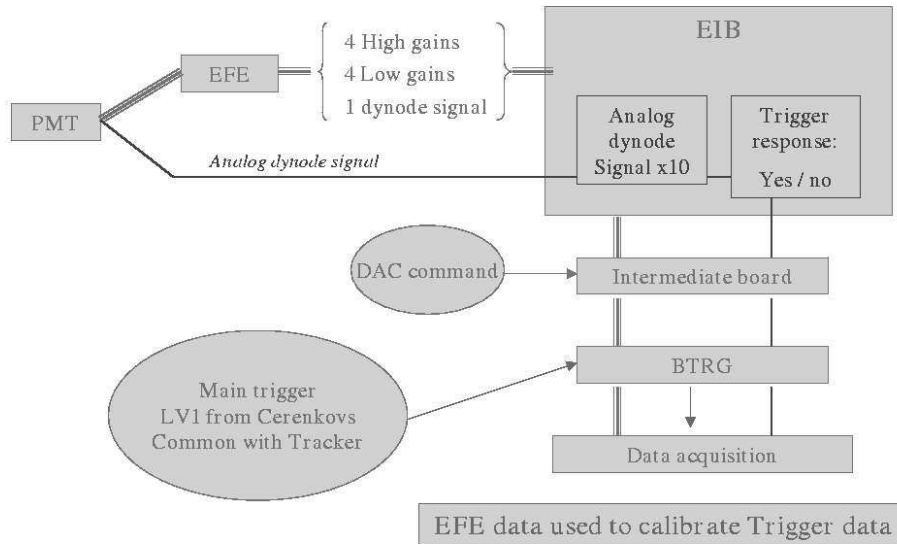 EIB
4 High gains
4 Low gains
1 dynode signal
EFE
PMT
Analog dynode signal
Analog
dynode
Signal x10
Trigger
response:
Yes / no
DAC command
Intermediate board
Main trigger
LV1 from Cerenkovs
Common with Tracker
BTRG
Data acquisition
EFE data used to calibrate Trigger data